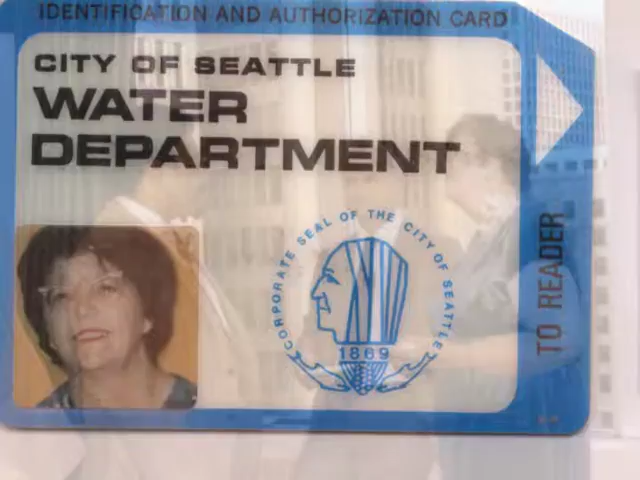 IDENTIFICATION AND AUTHORIZATION CARD
CITY OF SEATTLE
WATER
DEPARTMENT
CORPORATE SEAL OF THE CITY OF SEATTLE
1869
TO READER